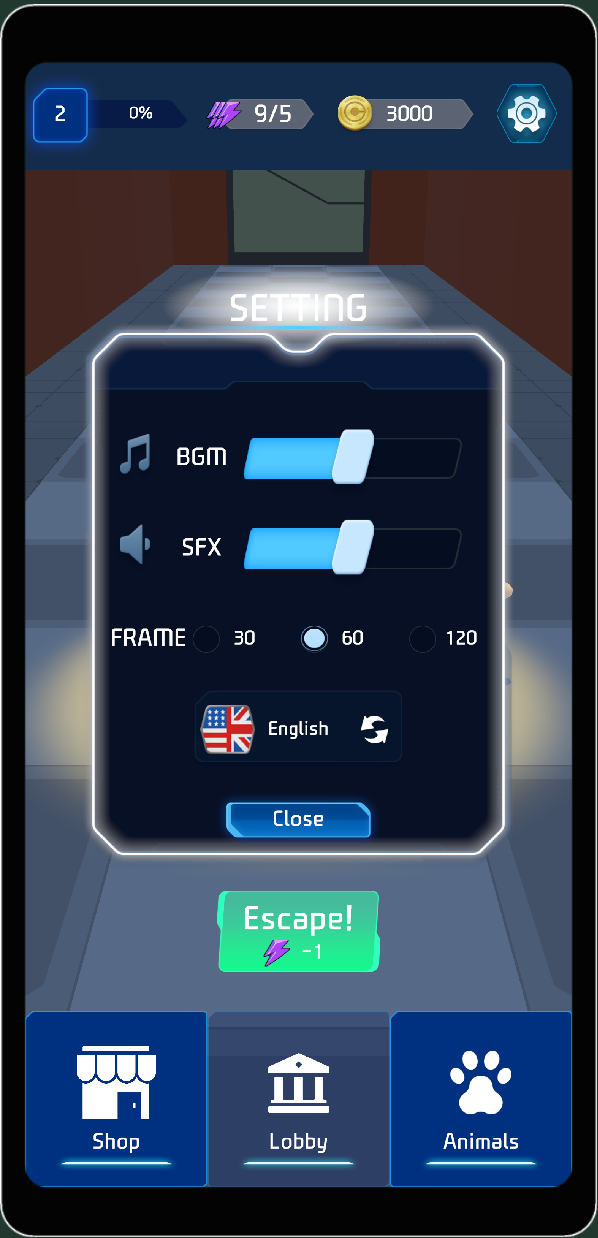 2 0% 9/5 3000
SETTING
BGM
SFX
FRAME 30 60 120
English
Close
Escape!
-1
Shop Lobby Animals